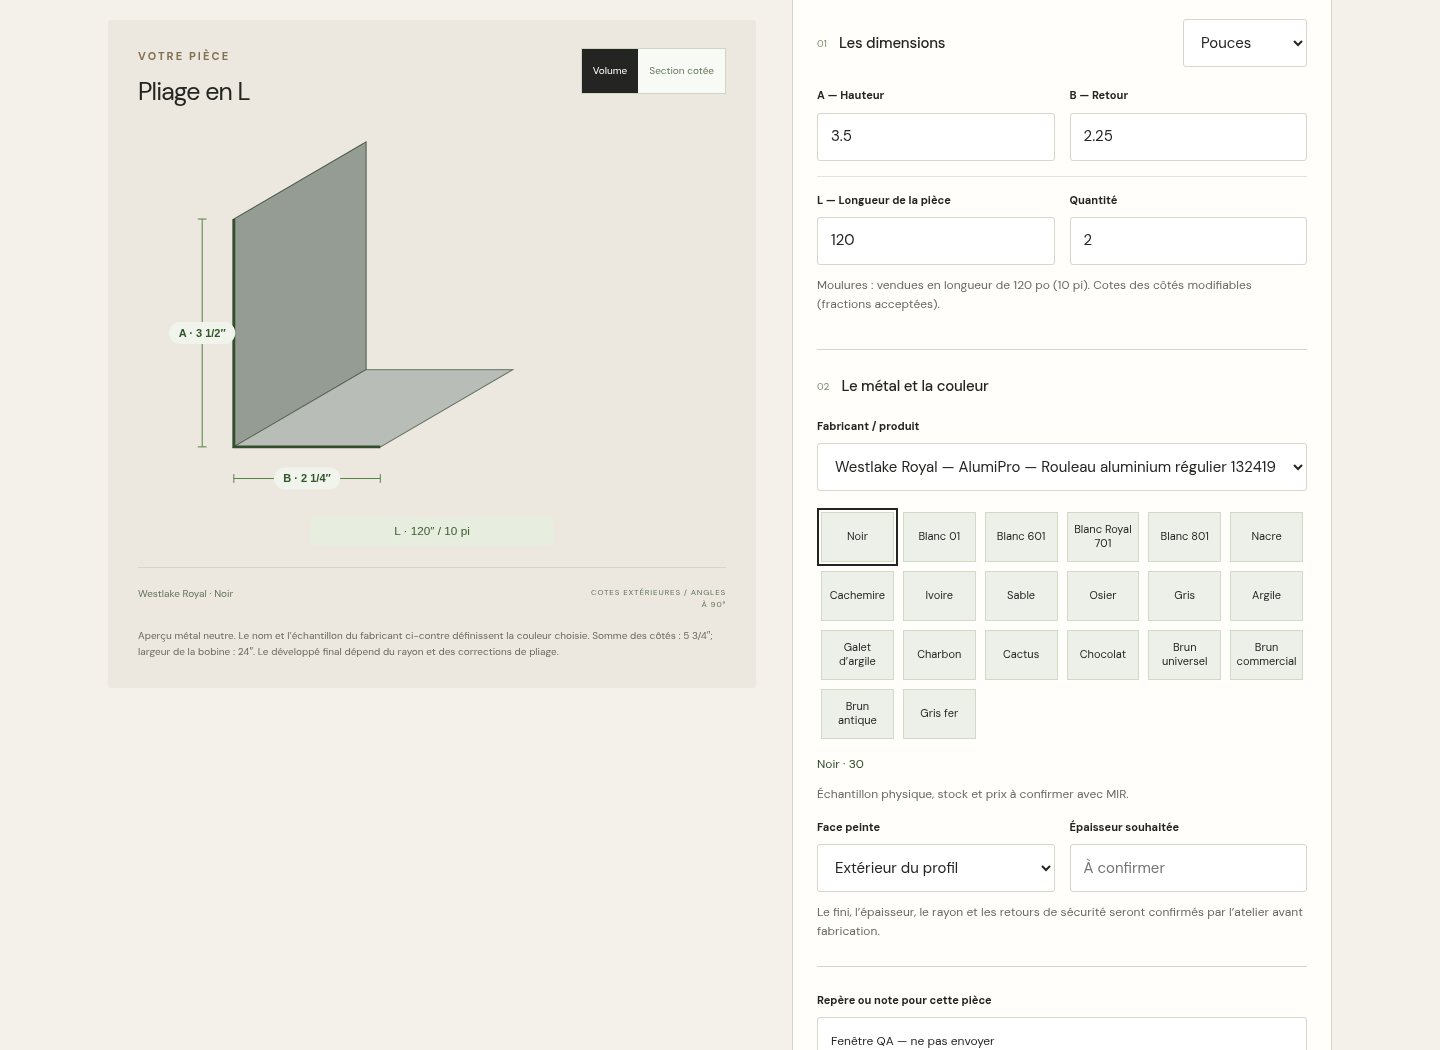 VOTRE PIÈCE
Pliage en L
Volume
Section cotée
A · 3 1/2″
B · 2 1/4″
L · 120″ / 10 pi
Westlake Royal · Noir
COTES EXTÉRIEURES / ANGLES
À 90°
Aperçu métal neutre. Le nom et l’échantillon du fabricant ci-contre définissent la couleur choisie. Somme des côtés : 5 3/4″;
largeur de la bobine : 24″. Le développé final dépend du rayon et des corrections de pliage.
01 Les dimensions
Pouces
A — Hauteur
B — Retour
3.5
2.25
L — Longueur de la pièce
Quantité
120
2
Moulures : vendues en longueur de 120 po (10 pi). Cotes des côtés modifiables
(fractions acceptées).
02 Le métal et la couleur
Fabricant / produit
Westlake Royal — AlumiPro — Rouleau aluminium régulier 132419
Noir
Blanc 01
Blanc 601
Blanc Royal
701
Blanc 801
Nacre
Cachemire
Ivoire
Sable
Osier
Gris
Argile
Galet
d’argile
Charbon
Cactus
Chocolat
Brun
universel
Brun
commercial
Brun
antique
Gris fer
Noir · 30
Échantillon physique, stock et prix à confirmer avec MIR.
Face peinte
Épaisseur souhaitée
Extérieur du profil
À confirmer
Le fini, l’épaisseur, le rayon et les retours de sécurité seront confirmés par l’atelier avant
fabrication.
Repère ou note pour cette pièce
Fenêtre QA — ne pas envoyer